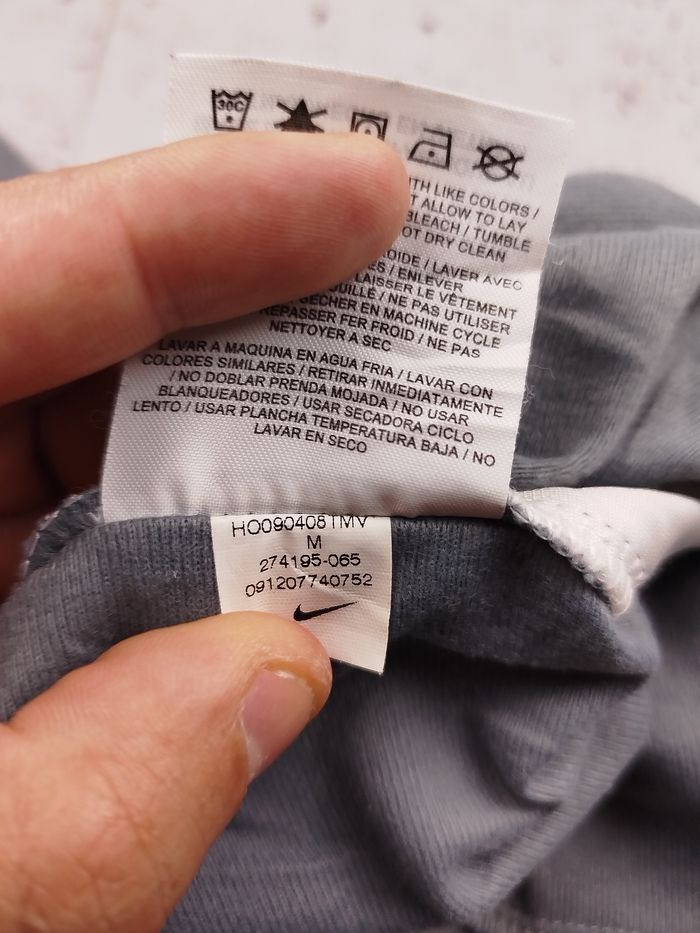 30C
ITH LIKE COLORS /
T ALLOW TO LAY
BLEACH / TUMBLE
OT DRY CLEAN
OIDE / LAVER AVEC
ES / ENLEVER
LAISSER LE VÊTEMENT
OUILLÉ / NE PAS UTILISER
SÉCHER EN MACHINE CYCLE
REPASSER FER FROID / NE PAS
NETTOYER A SEC
LAVAR A MAQUINA EN AGUA FRIA / LAVAR CON
COLORES SIMILARES / RETIRAR INMEDIATAMENTE
/ NO DOBLAR PRENDA MOJADA / NO USAR
BLANQUEADORES / USAR SECADORA CICLO
LENTO / USAR PLANCHA TEMPERATURA BAJA / NO
LAVAR EN SECO
HO090408TMV
M
274195-065
091207740752